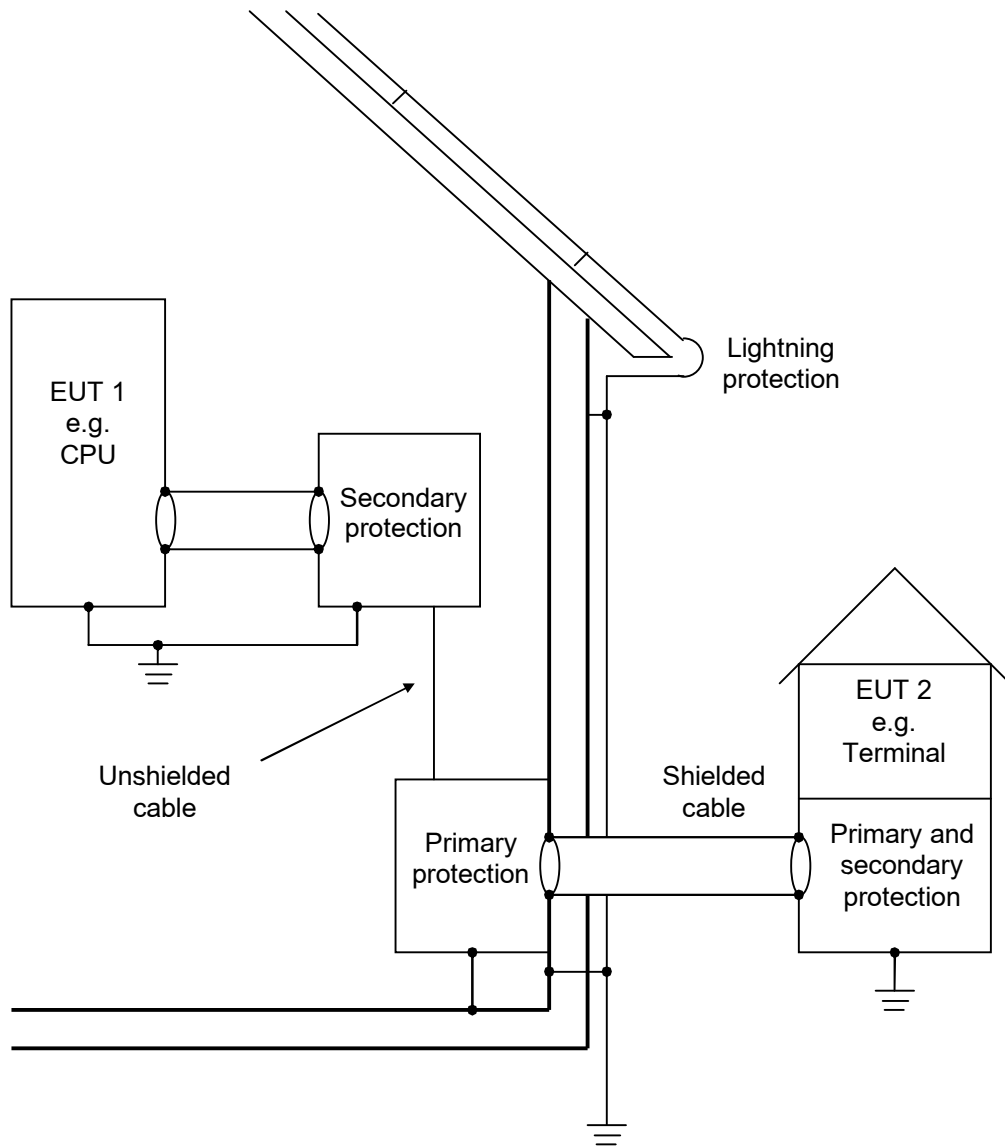 Lightning
protection
EUT 1
e.g.
CPU
Secondary
protection
EUT 2
e.g.
Terminal
Unshielded
cable
Shielded
cable
Primary
protection
Primary and
secondary
protection